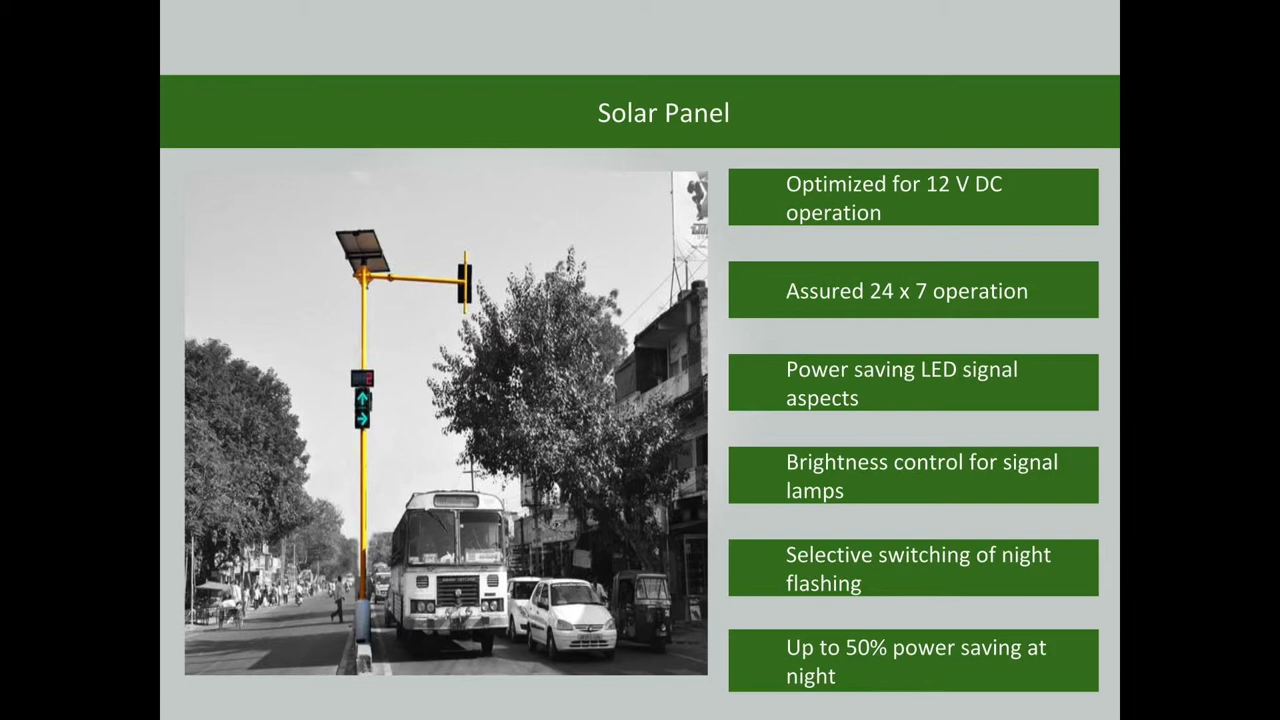 Solar Panel
Optimized for 12 V DC
operation
Assured 24 x 7 operation
Power saving LED signal
aspects
Brightness control for signal
lamps
Selective switching of night
flashing
Up to 50% power saving at
night